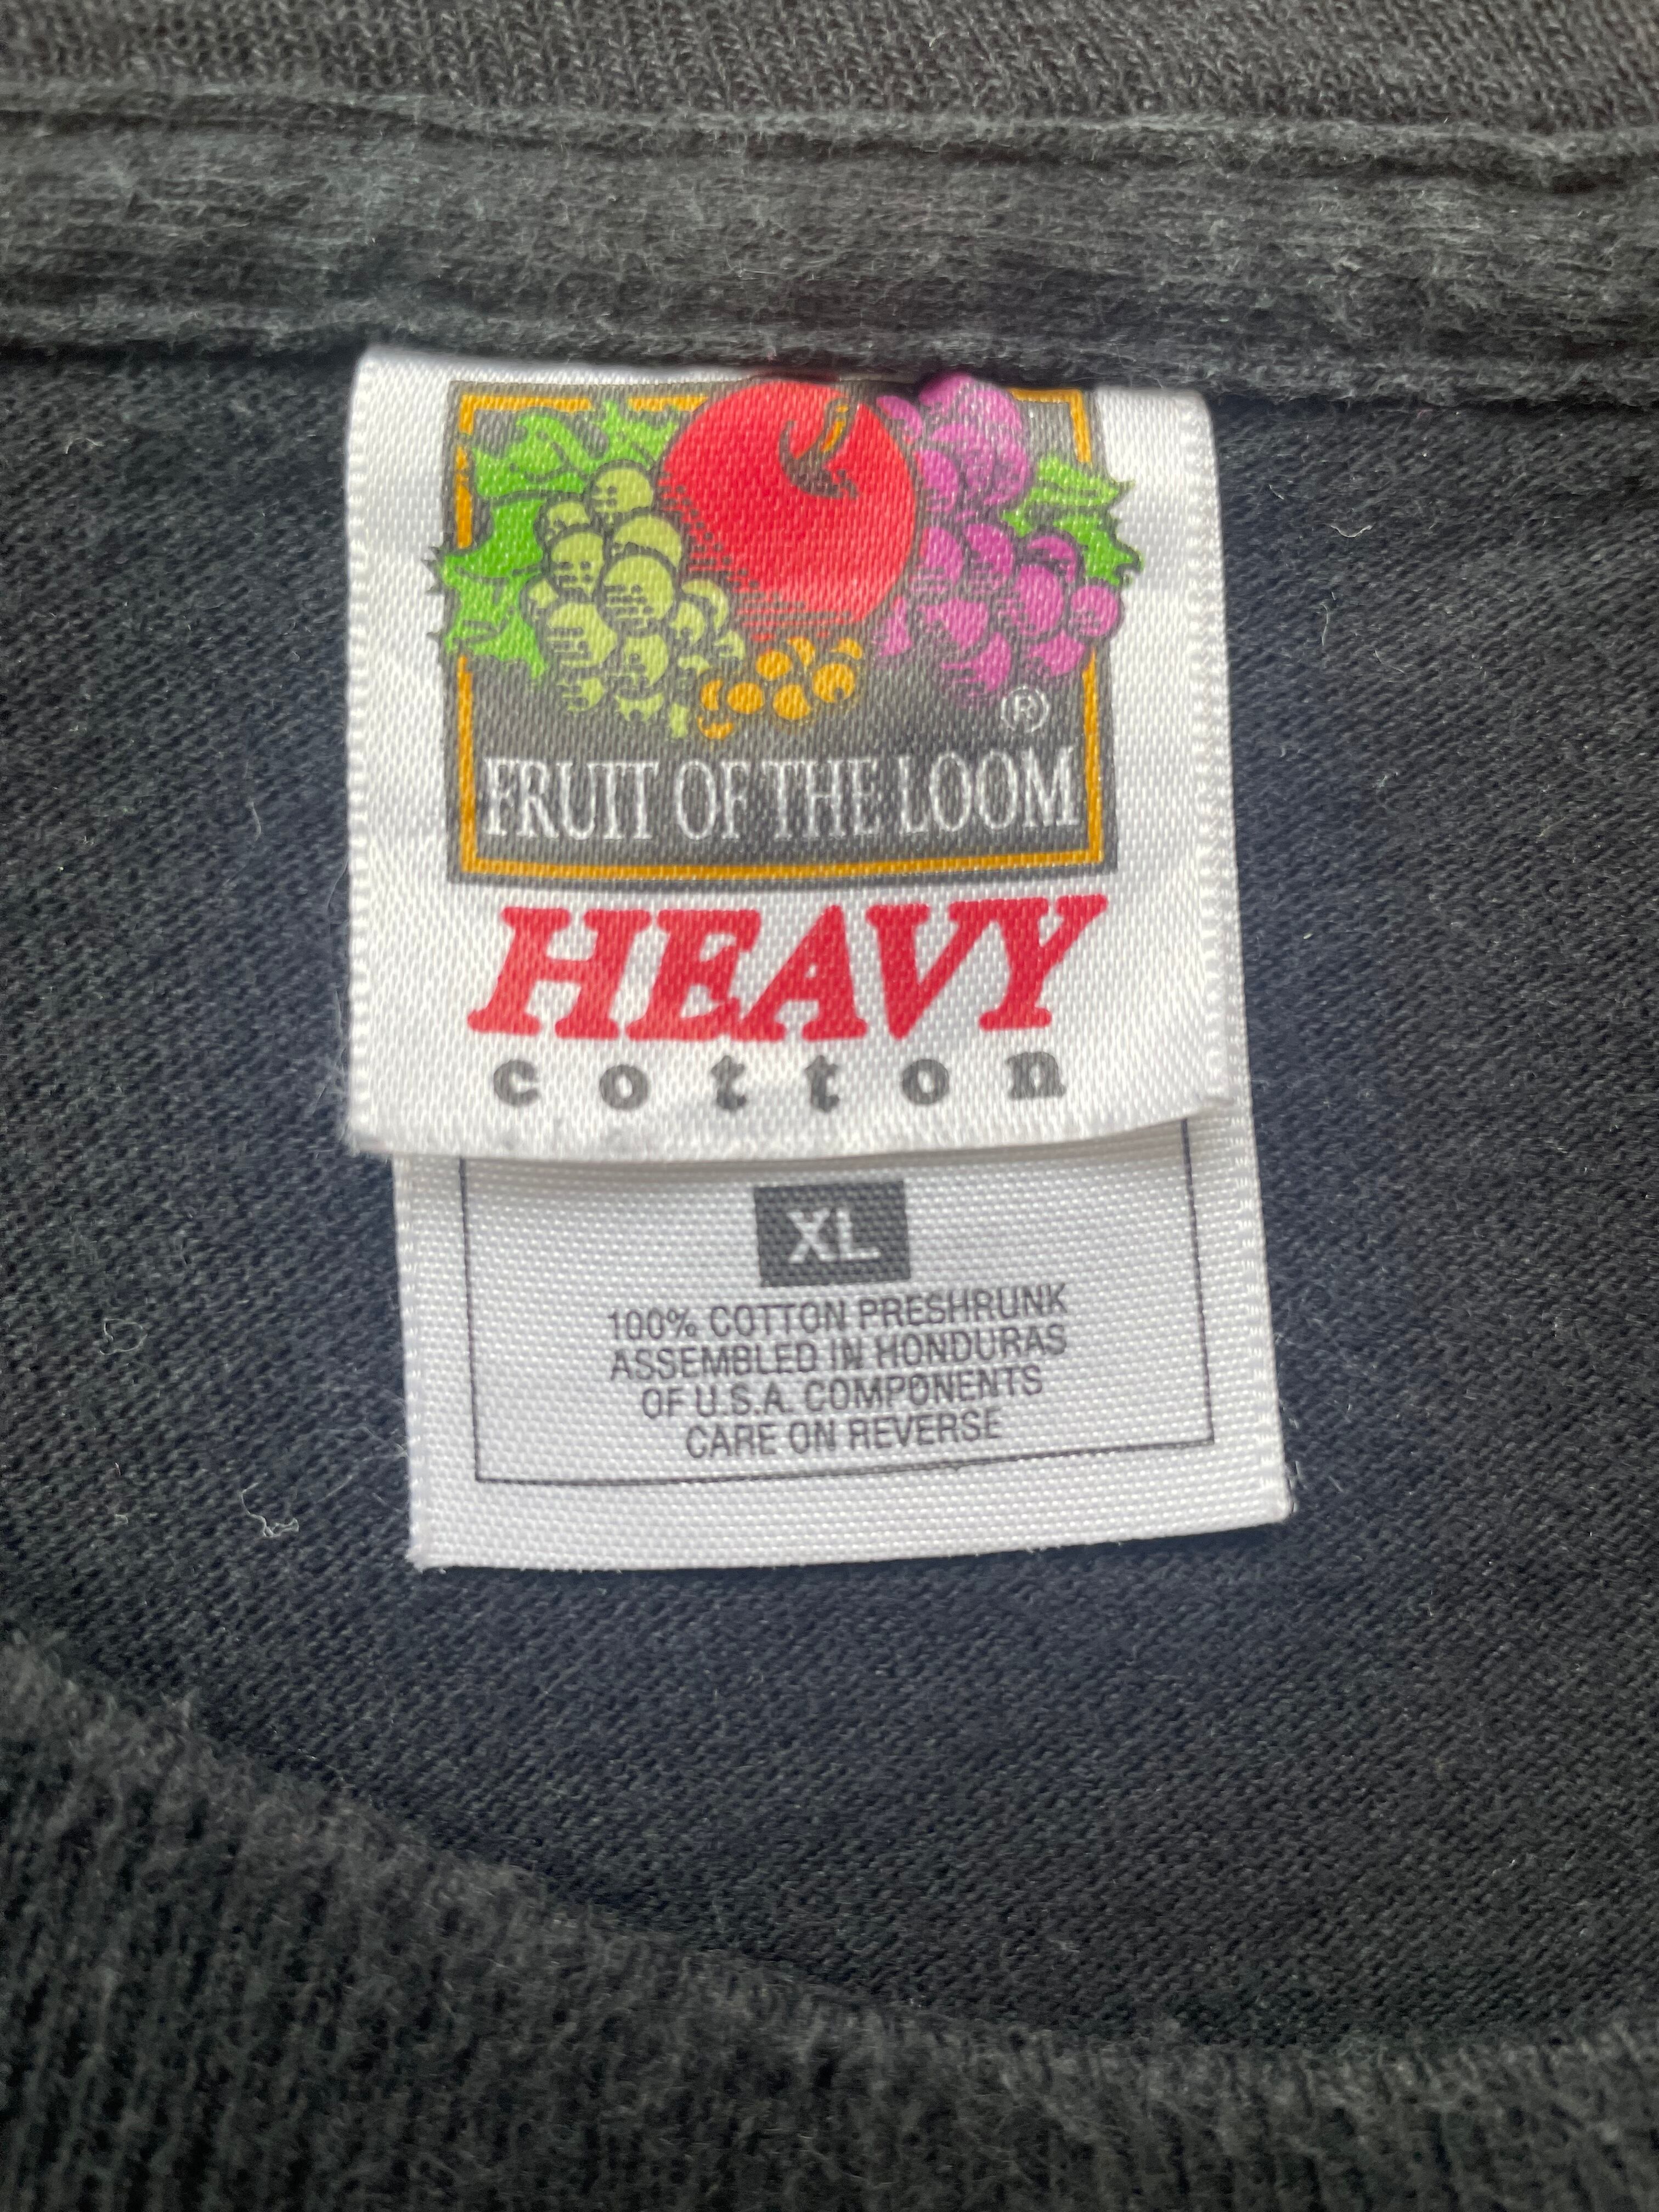 ®
FRUIT OF THE LOOM
HEAVY
cotton
XL
100% COTTON PRESHRUNK
ASSEMBLED IN HONDURAS
OF U.S.A. COMPONENTS
CARE ON REVERSE